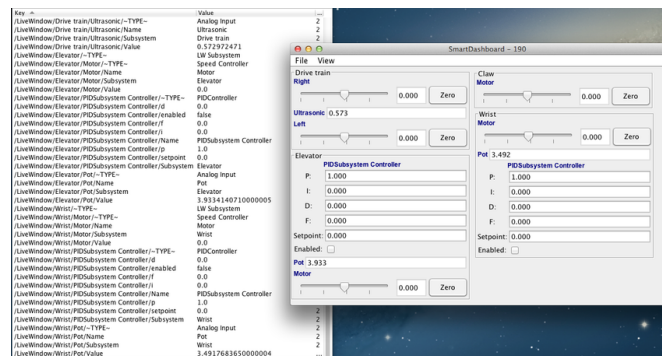 Key Value ...
/LiveWindow/Drive train/Ultrasonic/~TYPE~ Analog Input 2
/LiveWindow/Drive train/Ultrasonic/Name Ultrasonic 2
/LiveWindow/Drive train/Ultrasonic/Subsystem Drive train 2
/LiveWindow/Drive train/Ultrasonic/Value 0.572972471
/LiveWindow/Elevator/~TYPE~ LW Subsystem
/LiveWindow/Elevator/Motor/~TYPE~ Speed Controller
/LiveWindow/Elevator/Motor/Name Motor
/LiveWindow/Elevator/Motor/Subsystem Elevator
/LiveWindow/Elevator/Motor/Value 0.0
/LiveWindow/Elevator/PIDSubsystem Controller/~TYPE~ PIDController
/LiveWindow/Elevator/PIDSubsystem Controller/d 0.0
/LiveWindow/Elevator/PIDSubsystem Controller/enabled false
/LiveWindow/Elevator/PIDSubsystem Controller/f 0.0
/LiveWindow/Elevator/PIDSubsystem Controller/i 0.0
/LiveWindow/Elevator/PIDSubsystem Controller/Name PIDSubsystem Controller
/LiveWindow/Elevator/PIDSubsystem Controller/p 1.0
/LiveWindow/Elevator/PIDSubsystem Controller/setpoint 0.0
/LiveWindow/Elevator/PIDSubsystem Controller/Subsystem Elevator
/LiveWindow/Elevator/Pot/~TYPE~ Analog Input
/LiveWindow/Elevator/Pot/Name Pot
/LiveWindow/Elevator/Pot/Subsystem Elevator
/LiveWindow/Elevator/Pot/Value 3.9334140710000005
/LiveWindow/Wrist/~TYPE~ LW Subsystem
/LiveWindow/Wrist/Motor/~TYPE~ Speed Controller
/LiveWindow/Wrist/Motor/Name Motor
/LiveWindow/Wrist/Motor/Subsystem Wrist
/LiveWindow/Wrist/Motor/Value 0.0
/LiveWindow/Wrist/PIDSubsystem Controller/~TYPE~ PIDController
/LiveWindow/Wrist/PIDSubsystem Controller/d 0.0
/LiveWindow/Wrist/PIDSubsystem Controller/enabled false
/LiveWindow/Wrist/PIDSubsystem Controller/f 0.0
/LiveWindow/Wrist/PIDSubsystem Controller/i 0.0
/LiveWindow/Wrist/PIDSubsystem Controller/Name PIDSubsystem Controller
/LiveWindow/Wrist/PIDSubsystem Controller/p 1.0 2
/LiveWindow/Wrist/PIDSubsystem Controller/setpoint 0.0 2
/LiveWindow/Wrist/PIDSubsystem Controller/Subsystem Wrist 2
/LiveWindow/Wrist/Pot/~TYPE~ Analog Input 2
/LiveWindow/Wrist/Pot/Name Pot 2
/LiveWindow/Wrist/Pot/Subsystem Wrist 2
/LiveWindow/Wrist/Pot/Value 3.4917683650000004 ...
SmartDashboard - 190
File View
Drive train
Right
0.000 Zero
Ultrasonic 0.573
Left
0.000 Zero
Elevator
PIDSubsystem Controller
P: 1.000
I: 0.000
D: 0.000
F: 0.000
Setpoint: 0.000
Enabled:
Pot 3.933
Motor
0.000 Zero
Claw
Motor
0.000 Zero
Wrist
Motor
0.000 Zero
Pot 3.492
PIDSubsystem Controller
P: 1.000
I: 0.000
D: 0.000
F: 0.000
Setpoint: 0.000
Enabled: